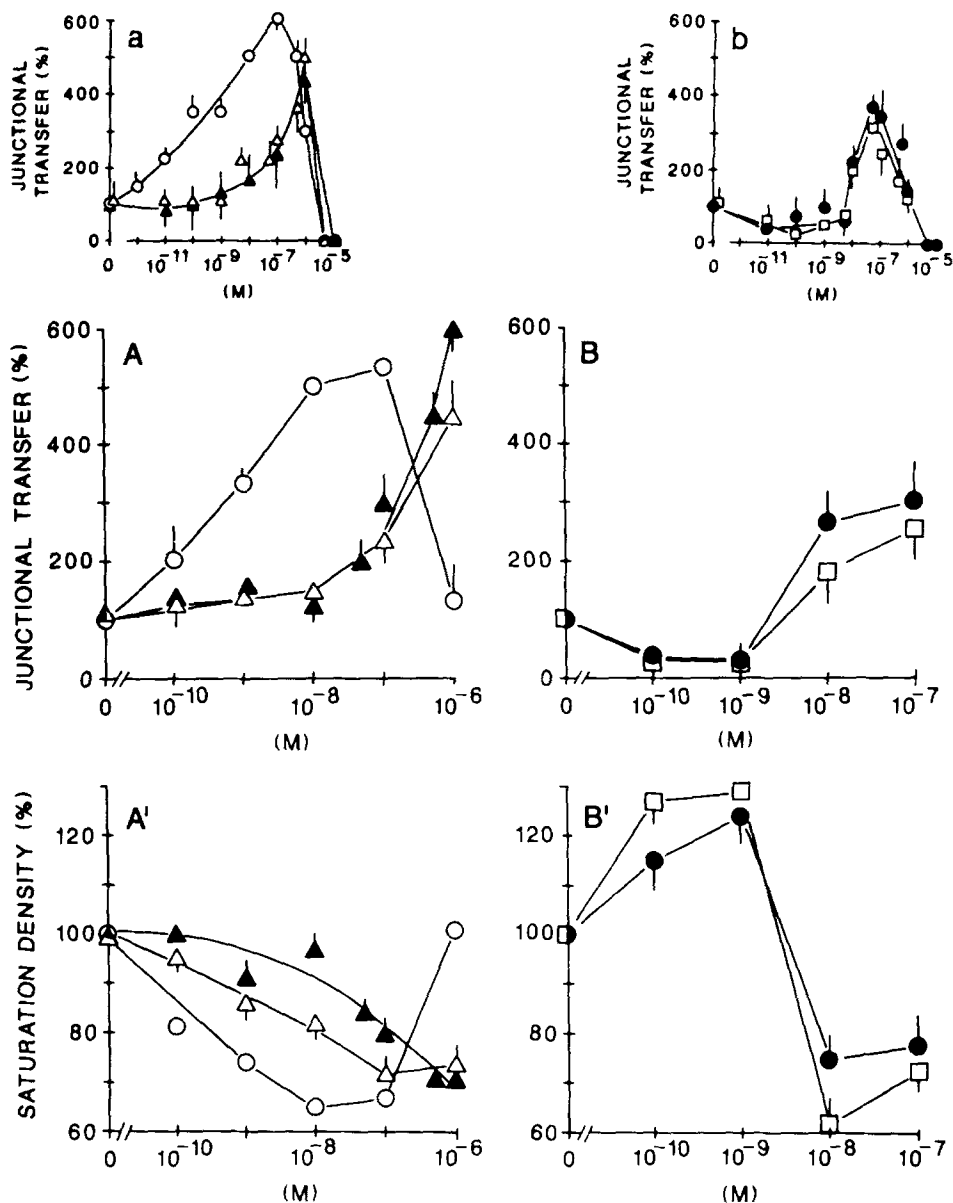 a
JUNCTIONAL
TRANSFER (%)
600
400
200
0
0 10⁻¹¹ 10⁻⁹ 10⁻⁷ 10⁻⁵
(M)
b
JUNCTIONAL
TRANSFER (%)
600
400
200
0
0 10⁻¹¹ 10⁻⁹ 10⁻⁷ 10⁻⁵
(M)
A
JUNCTIONAL TRANSFER (%)
600
400
200
0
0 10⁻¹⁰ 10⁻⁸ 10⁻⁶
(M)
B
600
400
200
0
0 10⁻¹⁰ 10⁻⁹ 10⁻⁸ 10⁻⁷
(M)
A'
SATURATION DENSITY (%)
120
100
80
60
0 10⁻¹⁰ 10⁻⁸ 10⁻⁶
(M)
B'
120
100
80
60
0 10⁻¹⁰ 10⁻⁹ 10⁻⁸ 10⁻⁷
(M)